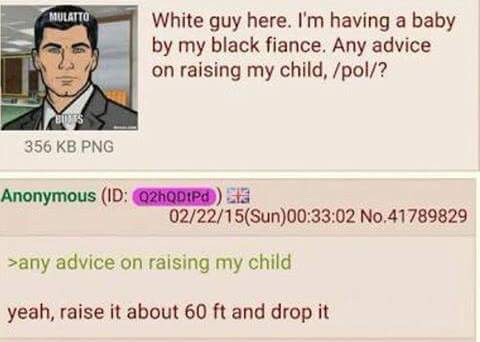 MULATTO
BUTTS
White guy here. I'm having a baby
by my black fiance. Any advice
on raising my child, /pol/?
356 KB PNG
Anonymous (ID: Q2hQDtPd)
02/22/15(Sun)00:33:02 No.41789829
>any advice on raising my child
yeah, raise it about 60 ft and drop it